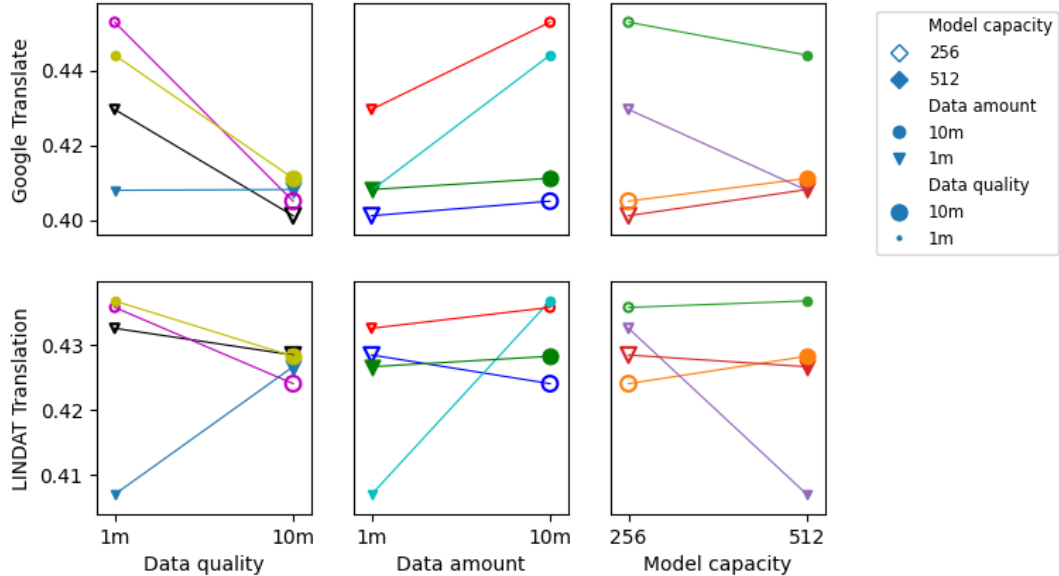 Google Translate
0.44
0.42
0.40
LINDAT Translation
0.43
0.42
0.41
1m
10m
Data quality
1m
10m
Data amount
256
512
Model capacity
Model capacity
256
512
Data amount
10m
1m
Data quality
10m
1m